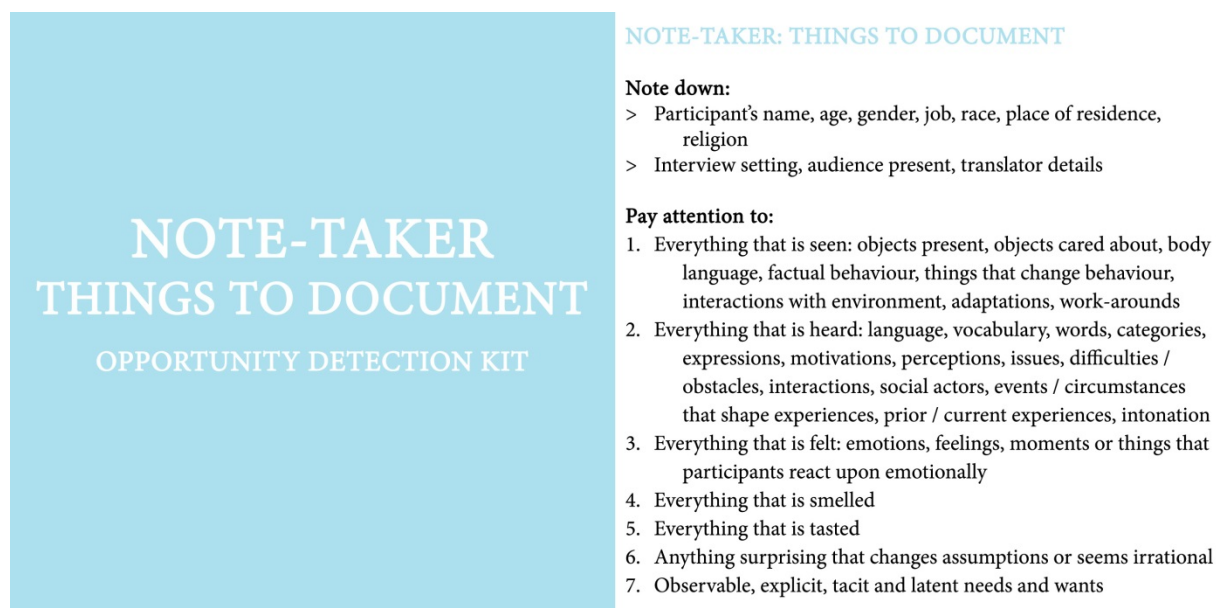 NOTE-TAKER
THINGS TO DOCUMENT
OPPORTUNITY DETECTION KIT
NOTE-TAKER: THINGS TO DOCUMENT
Note down:
> Participant’s name, age, gender, job, race, place of residence,
religion
> Interview setting, audience present, translator details
Pay attention to:
1. Everything that is seen: objects present, objects cared about, body
language, factual behaviour, things that change behaviour,
interactions with environment, adaptations, work-arounds
2. Everything that is heard: language, vocabulary, words, categories,
expressions, motivations, perceptions, issues, difficulties /
obstacles, interactions, social actors, events / circumstances
that shape experiences, prior / current experiences, intonation
3. Everything that is felt: emotions, feelings, moments or things that
participants react upon emotionally
4. Everything that is smelled
5. Everything that is tasted
6. Anything surprising that changes assumptions or seems irrational
7. Observable, explicit, tacit and latent needs and wants